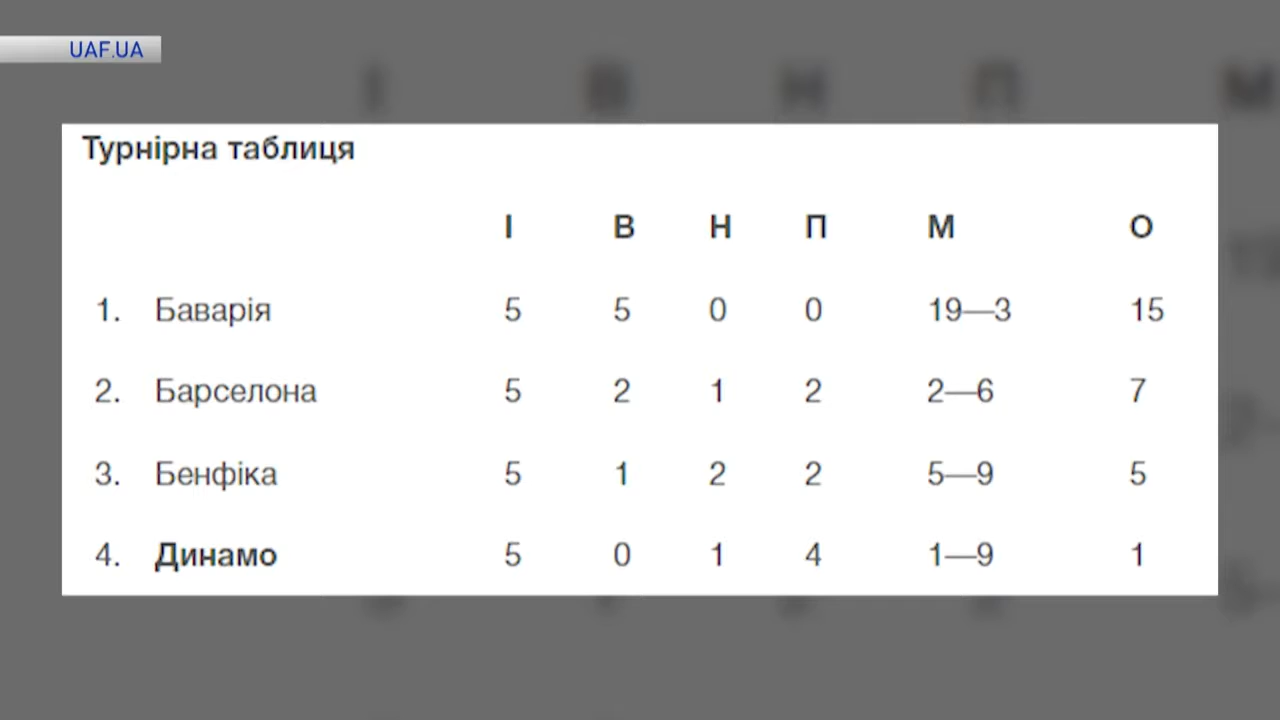 UAF.UA
Турнірна таблиця
І В Н П М О
1. Баварія 5 5 0 0 19—3 15
2. Барселона 5 2 1 2 2—6 7
3. Бенфіка 5 1 2 2 5—9 5
4. Динамо 5 0 1 4 1—9 1